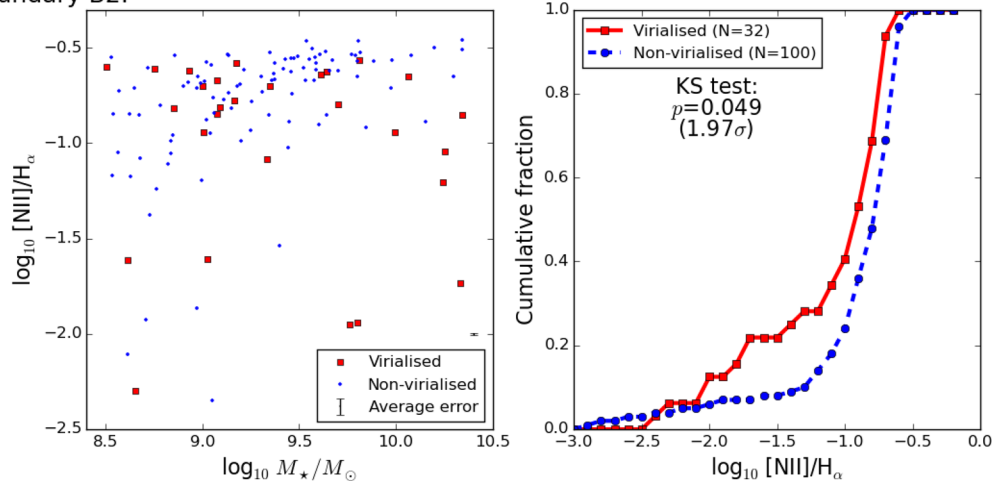 −0.5
−1.0
−1.5
−2.0
−2.5
8.5 9.0 9.5 10.0 10.5
log₁₀ [NII]/Hα
log₁₀ M⋆/M⊙
Virialised
Non-virialised
Average error
1.0
0.8
0.6
0.4
0.2
0.0
−3.0 −2.5 −2.0 −1.5 −1.0 −0.5 0.0
Cumulative fraction
log₁₀ [NII]/Hα
Virialised (N=32)
Non-virialised (N=100)
KS test:
p=0.049
(1.97σ)